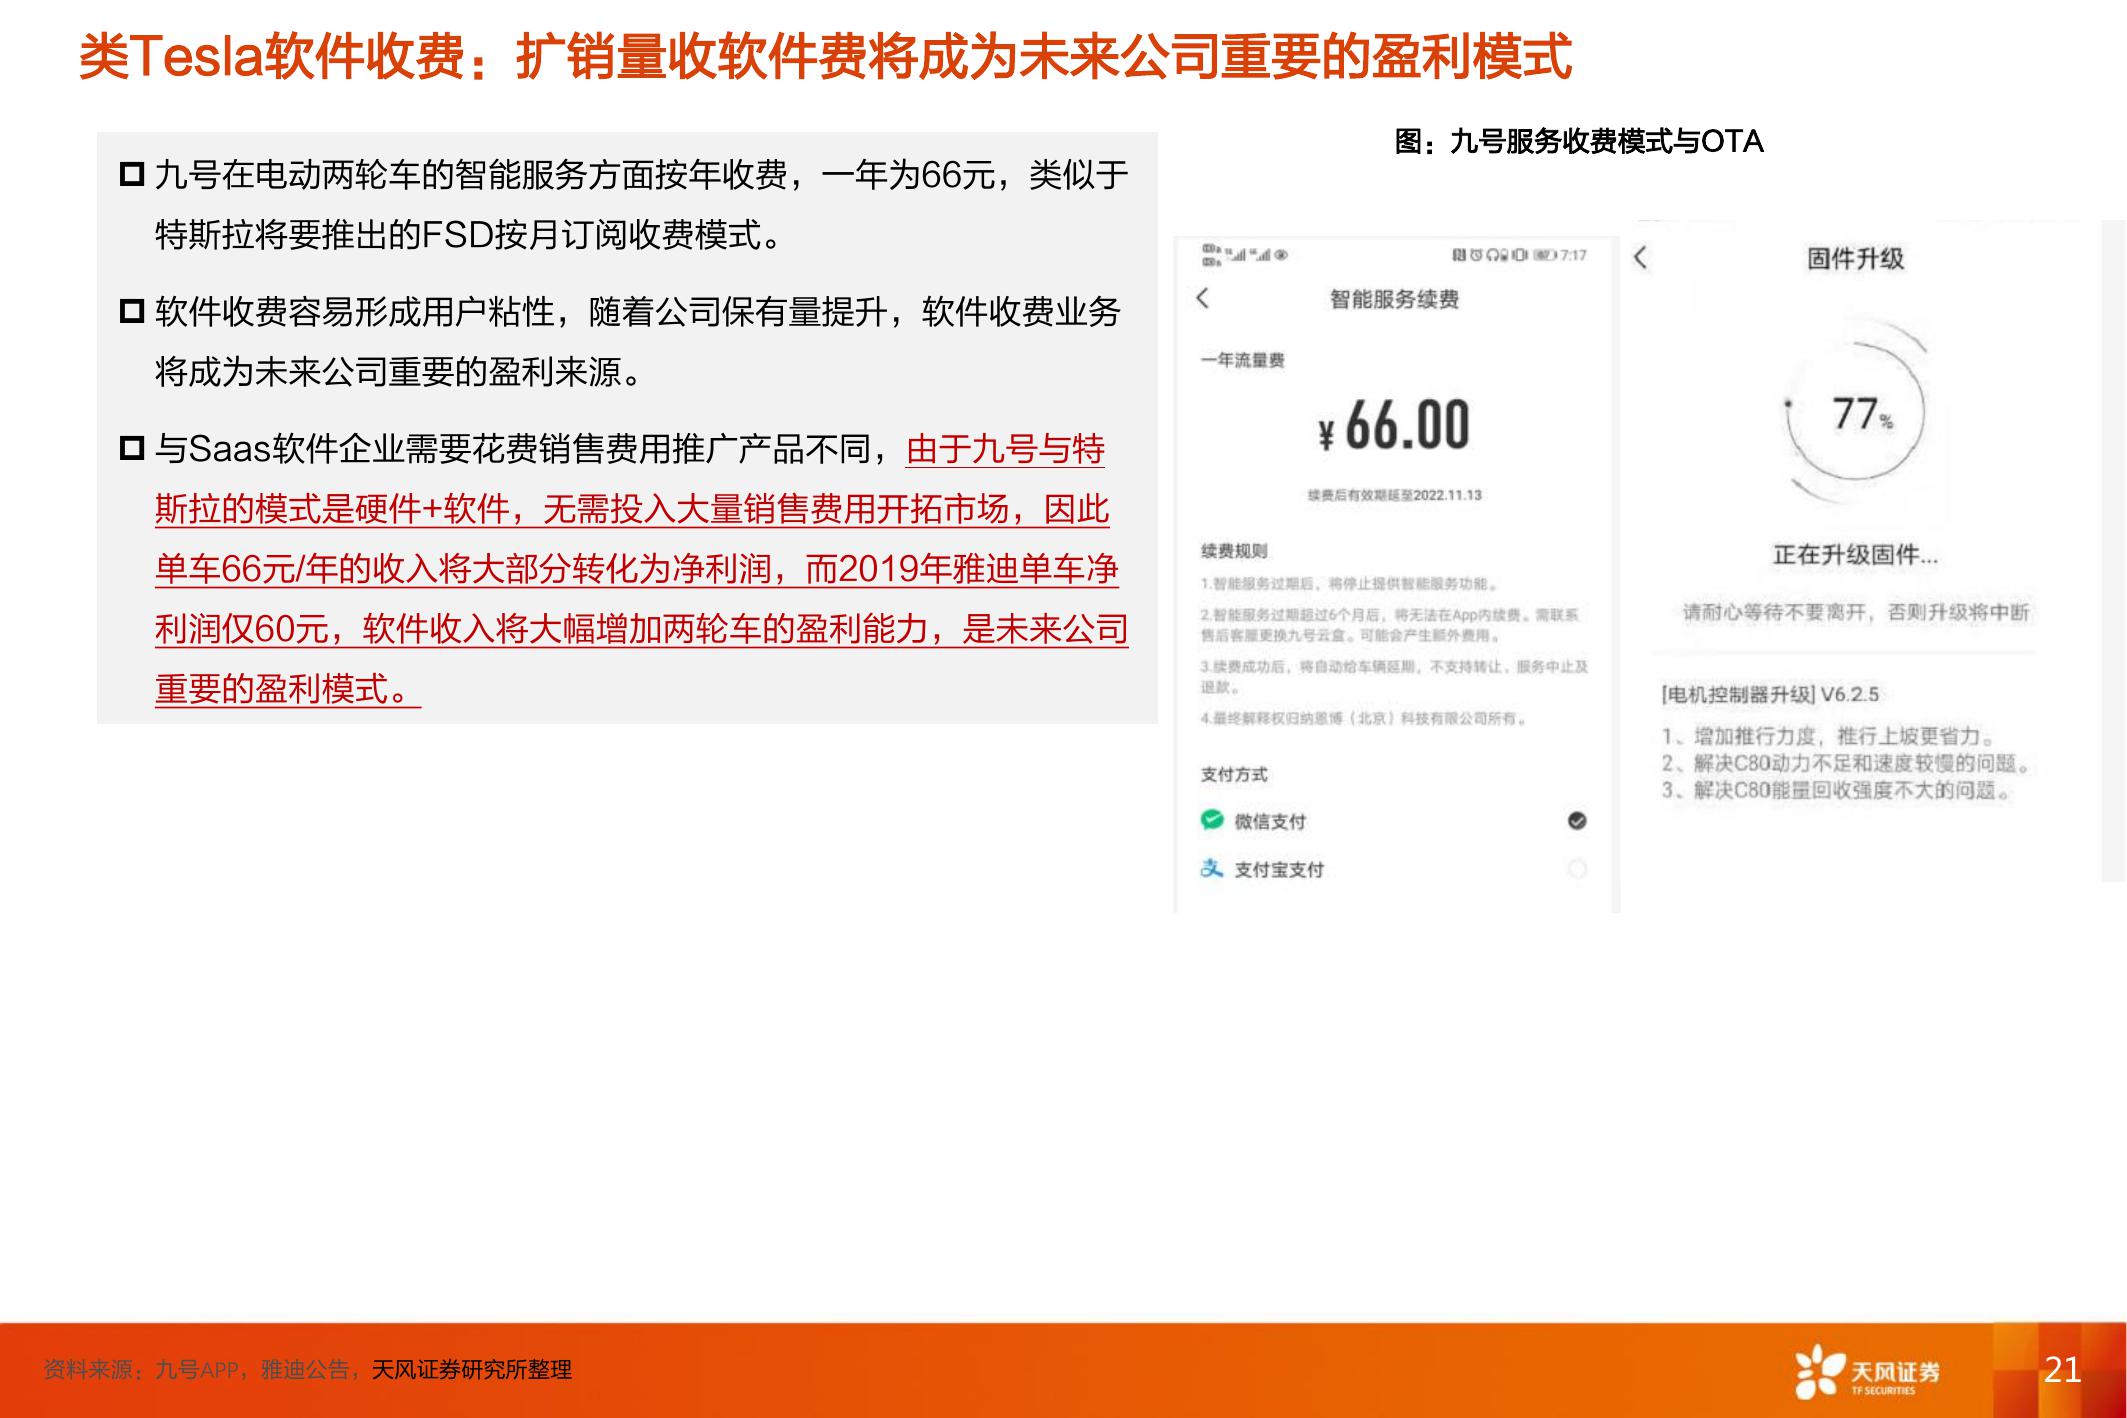 类Tesla软件收费：扩销量收软件费将成为未来公司重要的盈利模式
九号在电动两轮车的智能服务方面按年收费，一年为66元，类似于
特斯拉将要推出的FSD按月订阅收费模式。
软件收费容易形成用户粘性，随着公司保有量提升，软件收费业务
将成为未来公司重要的盈利来源。
与Saas软件企业需要花费销售费用推广产品不同，由于九号与特
斯拉的模式是硬件+软件，无需投入大量销售费用开拓市场，因此
单车66元/年的收入将大部分转化为净利润，而2019年雅迪单车净
利润仅60元，软件收入将大幅增加两轮车的盈利能力，是未来公司
重要的盈利模式。
图：九号服务收费模式与OTA
7:17
智能服务续费
一年流量费
¥ 66.00
续费后有效期延至2022.11.13
续费规则
1.智能服务过期后，将停止提供智能服务功能。
2.智能服务过期超过6个月后，将无法在App内续费。需联系
售后客服更换九号云盒。可能会产生额外费用。
3.续费成功后，将自动给车辆延期，不支持转让、服务中止及
退款。
4.最终解释权归纳恩博（北京）科技有限公司所有。
支付方式
微信支付
支付宝支付
固件升级
77%
正在升级固件...
请耐心等待不要离开，否则升级将中断
[电机控制器升级] V6.2.5
1、增加推行力度，推行上坡更省力。
2、解决C80动力不足和速度较慢的问题。
3、解决C80能量回收强度不大的问题。
资料来源：九号APP，雅迪公告，天风证券研究所整理
天风证券
TF SECURITIES
21